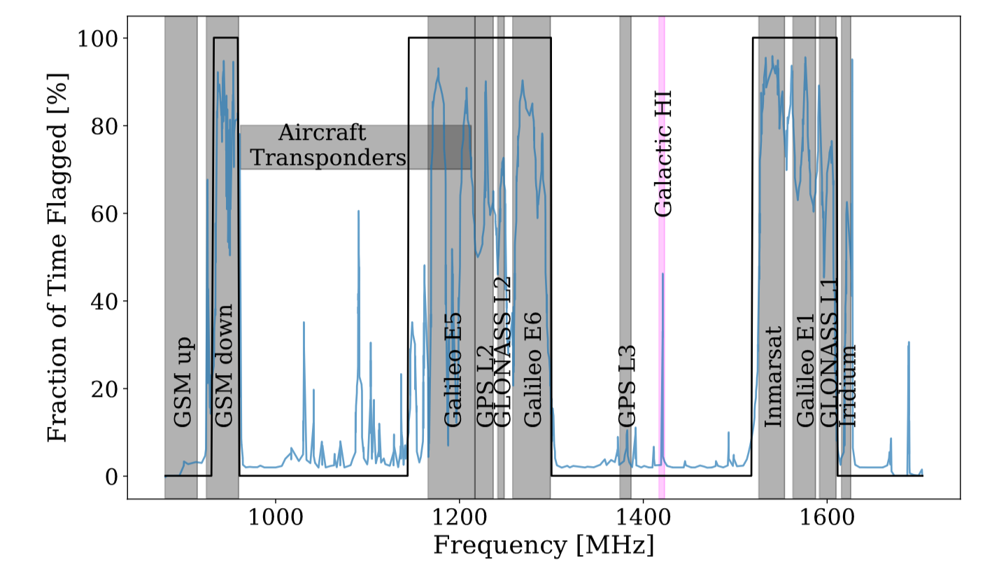 Fraction of Time Flagged [%]
100
80
60
40
20
0
GSM up
GSM down
Aircraft
Transponders
Galileo E5
GPS L2
GLONASS L2
Galileo E6
GPS L3
Galactic HI
Inmarsat
Galileo E1
GLONASS L1
Iridium
1000
1200
1400
1600
Frequency [MHz]